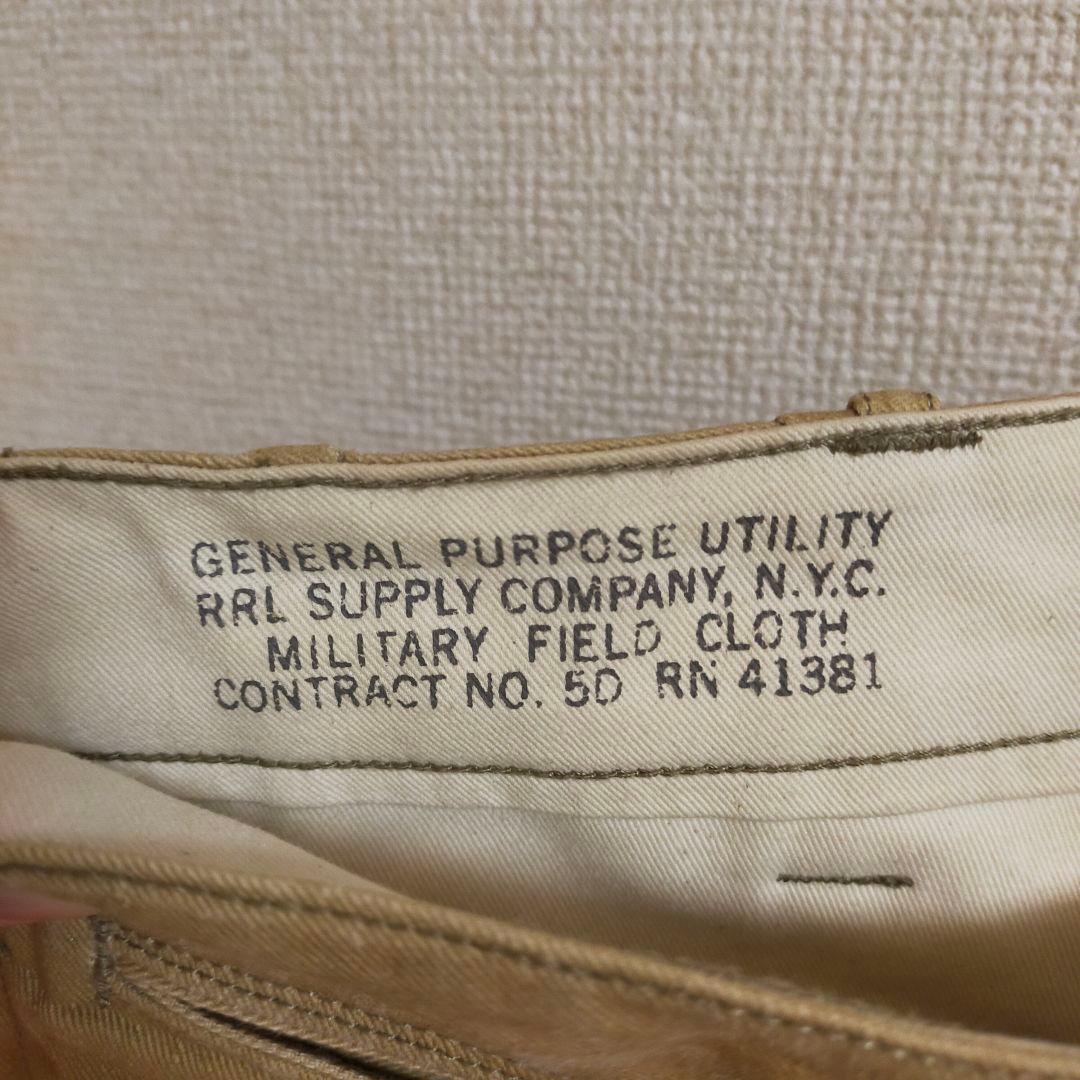 GENERAL PURPOSE UTILITY
RRL SUPPLY COMPANY, N.Y.C.
MILITARY FIELD CLOTH
CONTRACT NO. 5D RN 41381